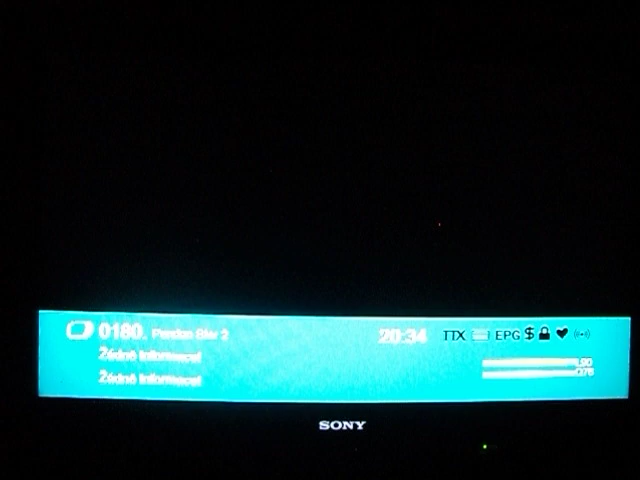 0180. 20:34 TTX EPG $
Žádné informace!
Žádné informace!
SONY